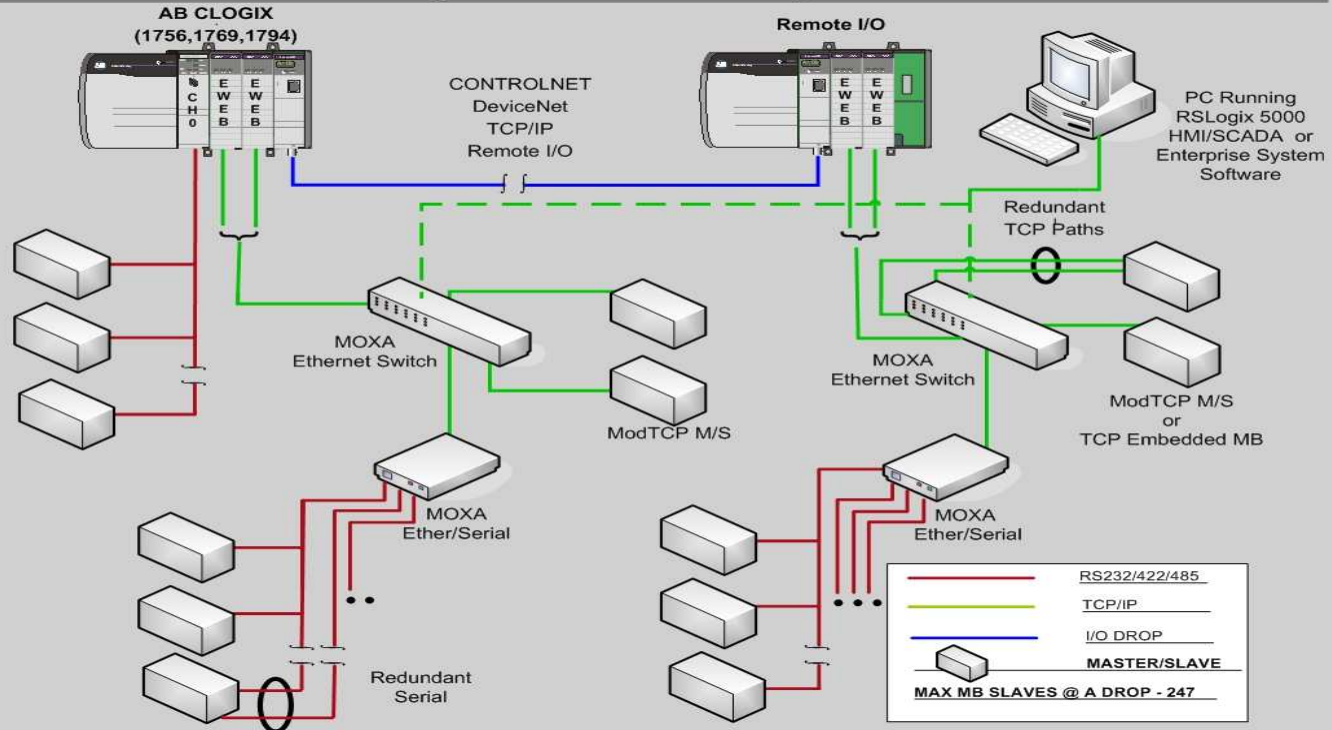 AB CLOGIX
(1756,1769,1794)
CH0
EWEB
EWEB
CONTROLNET
DeviceNet
TCP/IP
Remote I/O
Remote I/O
EWEB
EWEB
PC Running
RSLogix 5000
HMI/SCADA or
Enterprise System
Software
Redundant
TCP Paths
MOXA
Ethernet Switch
ModTCP M/S
MOXA
Ethernet Switch
ModTCP M/S
or
TCP Embedded MB
MOXA
Ether/Serial
MOXA
Ether/Serial
Redundant
Serial
RS232/422/485
TCP/IP
I/O DROP
MASTER/SLAVE
MAX MB SLAVES @ A DROP - 247